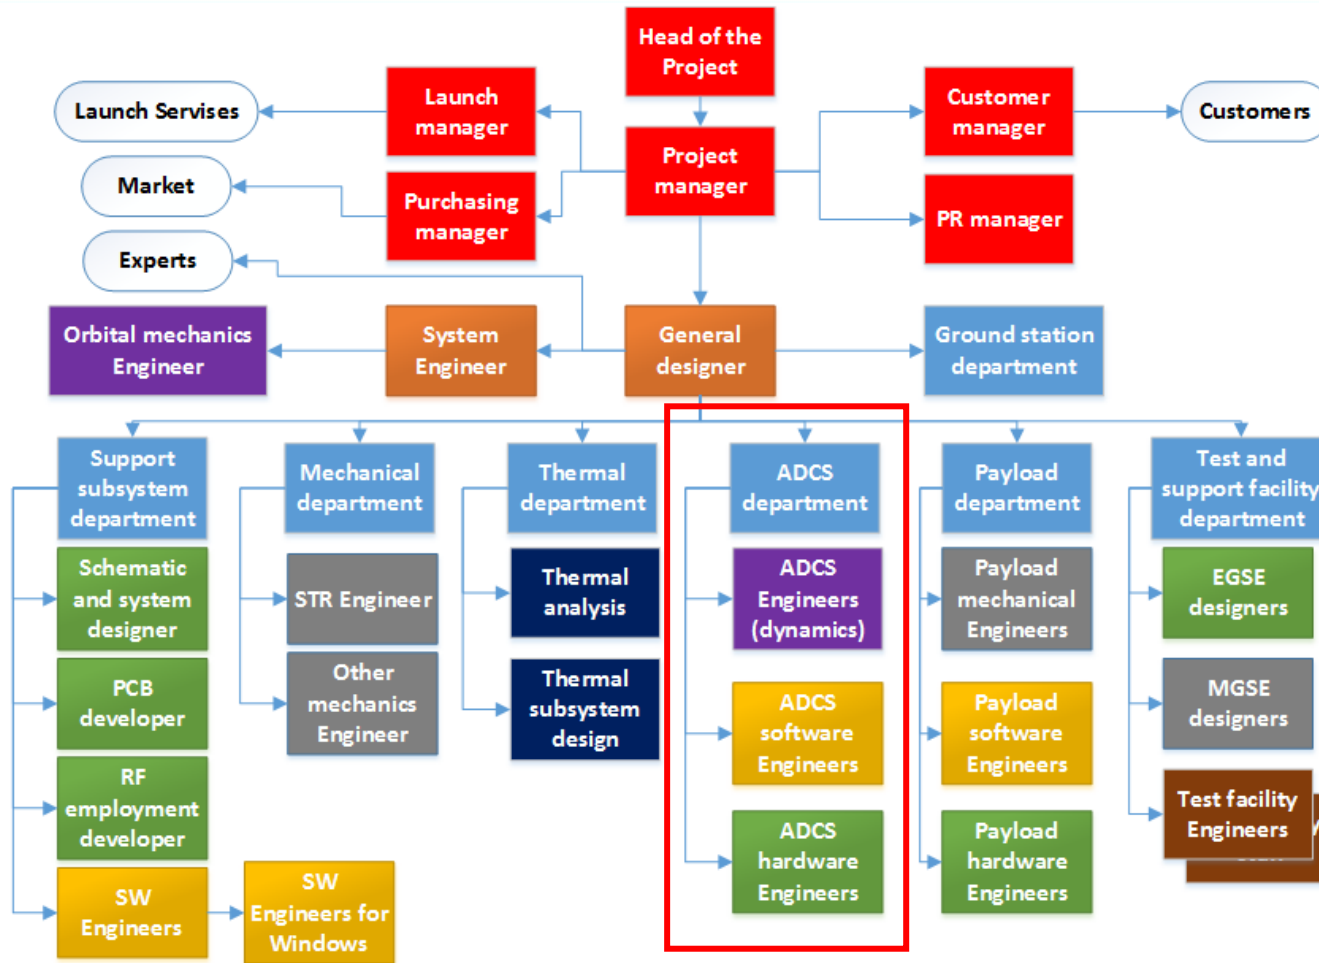 Head of the
Project
Launch Servises
Launch
manager
Project
manager
Customer
manager
Customers
Market
Purchasing
manager
PR manager
Experts
Orbital mechanics
Engineer
System
Engineer
General
designer
Ground station
department
Support
subsystem
department
Mechanical
department
Thermal
department
ADCS
department
Payload
department
Test and
support facility
department
Schematic
and system
designer
STR Engineer
Thermal
analysis
ADCS
Engineers
(dynamics)
Payload
mechanical
Engineers
EGSE
designers
PCB
developer
Other
mechanics
Engineer
Thermal
subsystem
design
ADCS
software
Engineers
Payload
software
Engineers
MGSE
designers
RF
employment
developer
Test facility
Engineers
SW
Engineers
SW
Engineers for
Windows
ADCS
hardware
Engineers
Payload
hardware
Engineers